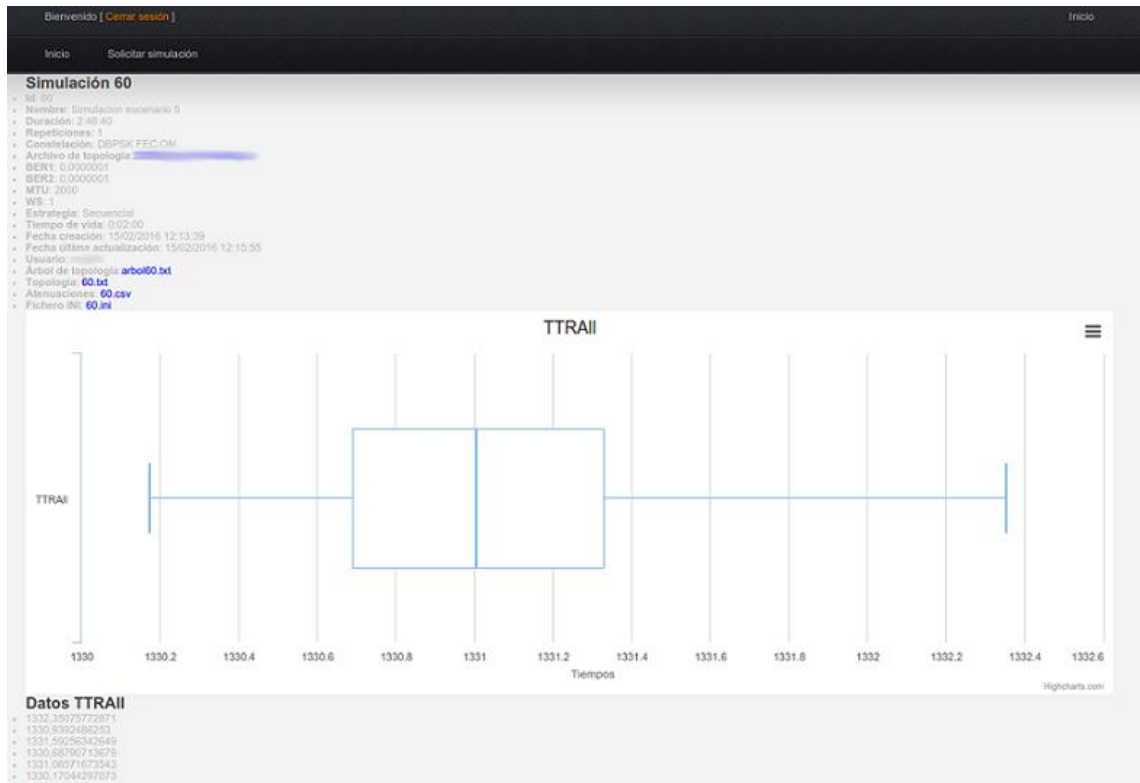 Bienvenido [ Cerrar sesión ]
Inicio
Inicio
Solicitar simulación
Simulación 60
Id: 60
Nombre: Simulacion escenario 5
Duración: 2:46:40
Repeticiones: 1
Constelación: DBPSK FEC ON.
Archivo de topología:
BER1: 0,0000001
BER2: 0,0000001
MTU: 2000
WS: 1
Estrategia: Secuencial
Tiempo de vida: 0:02:00
Fecha creación: 15/02/2016 12:13:39
Fecha última actualización: 15/02/2016 12:15:55
Usuario:
Árbol de topología: arbol60.txt
Topología: 60.txt
Atenuaciones: 60.csv
Fichero INI: 60.ini
TTRAll
TTRAll
1330 1330.2 1330.4 1330.6 1330.8 1331 1331.2 1331.4 1331.6 1331.8 1332 1332.2 1332.4 1332.6
Tiempos
Highcharts.com
Datos TTRAll
1332,35075772871
1330,9392486253
1331,59256342649
1330,68790713679
1331,06571673543
1330,17044297073